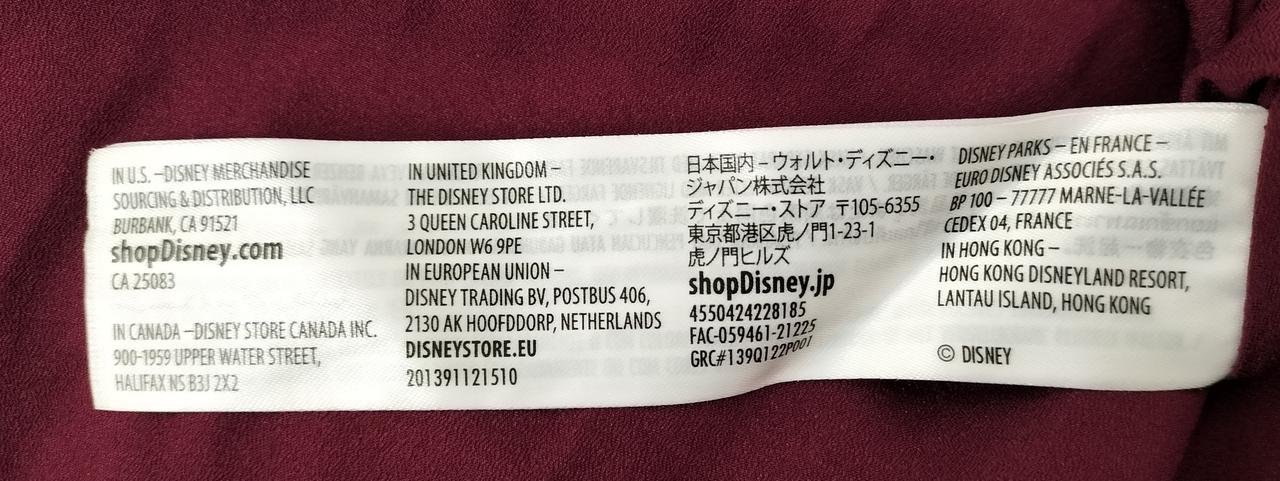 IN U.S. –DISNEY MERCHANDISE
SOURCING & DISTRIBUTION, LLC
BURBANK, CA 91521
shopDisney.com
CA 25083
IN CANADA –DISNEY STORE CANADA INC.
900-1959 UPPER WATER STREET,
HALIFAX NS B3J 2X2
IN UNITED KINGDOM –
THE DISNEY STORE LTD.
3 QUEEN CAROLINE STREET,
LONDON W6 9PE
IN EUROPEAN UNION –
DISNEY TRADING BV, POSTBUS 406,
2130 AK HOOFDDORP, NETHERLANDS
DISNEYSTORE.EU
201391121510
日本国内 – ウォルト・ディズニー・
ジャパン株式会社
ディズニー・ストア 〒105-6355
東京都港区虎ノ門1-23-1
虎ノ門ヒルズ
shopDisney.jp
4550424228185
FAC-059461-21225
GRC#139Q122P001
DISNEY PARKS – EN FRANCE –
EURO DISNEY ASSOCIÉS S.A.S.
BP 100 – 77777 MARNE-LA-VALLÉE
CEDEX 04, FRANCE
IN HONG KONG –
HONG KONG DISNEYLAND RESORT,
LANTAU ISLAND, HONG KONG
© DISNEY